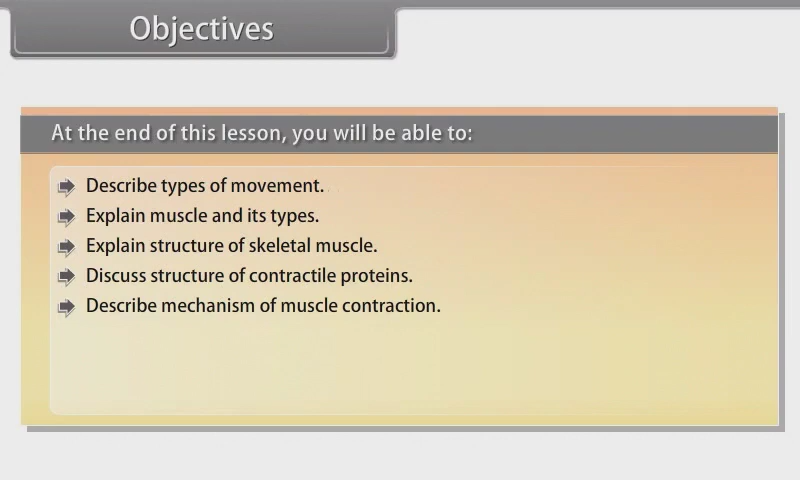 Objectives
At the end of this lesson, you will be able to:
Describe types of movement.
Explain muscle and its types.
Explain structure of skeletal muscle.
Discuss structure of contractile proteins.
Describe mechanism of muscle contraction.